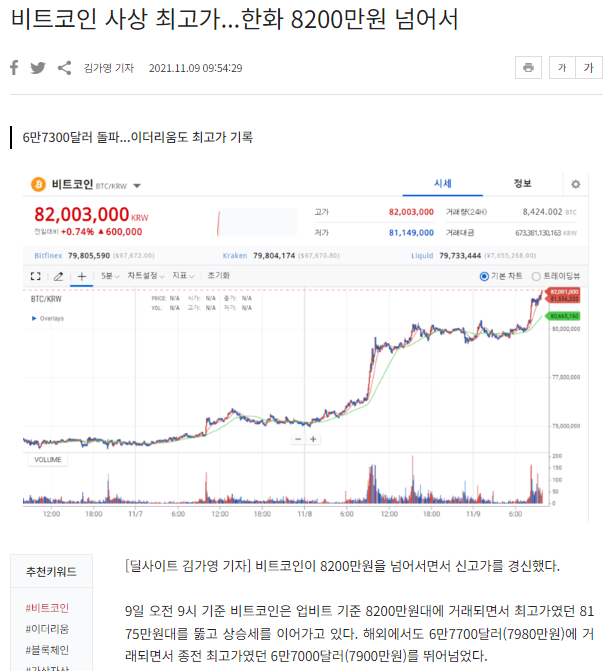 비트코인 사상 최고가...한화 8200만원 넘어서
김가영 기자 2021.11.09 09:54:29
가 가
6만7300달러 돌파...이더리움도 최고가 기록
비트코인 BTC/KRW
시세 정보
82,003,000 KRW
전일대비 +0.74% ▲600,000
고가 82,003,000 거래량(24H) 8,424.002 BTC
저가 81,149,000 거래대금 673,381,130,163 KRW
Bitfinex 79,805,590 ($67,672.00) Kraken 79,804,174 ($67,670.80) Liquid 79,733,444 (¥7,655,268.00)
5분 차트설정 지표 초기화 기본 차트 트레이딩뷰
BTC/KRW PRICE: N/A 시가: N/A 종가: N/A
VOL: N/A 고가: N/A 저가: N/A
▶ Overlays
82,001,000
80,665,160
80,000,000
77,500,000
75,000,000
VOLUME
200
150
100
50
0
12:00 18:00 11/7 6:00 12:00 18:00 11/8 6:00 12:00 18:00 11/9 6:00
추천키워드
#비트코인
#이더리움
#블록체인
#가상자산
[딜사이트 김가영 기자] 비트코인이 8200만원을 넘어서면서 신고가를 경신했다.
9일 오전 9시 기준 비트코인은 업비트 기준 8200만원대에 거래되면서 최고가였던 81
75만원대를 뚫고 상승세를 이어가고 있다. 해외에서도 6만7700달러(7980만원)에 거
래되면서 종전 최고가였던 6만7000달러(7900만원)를 뛰어넘었다.